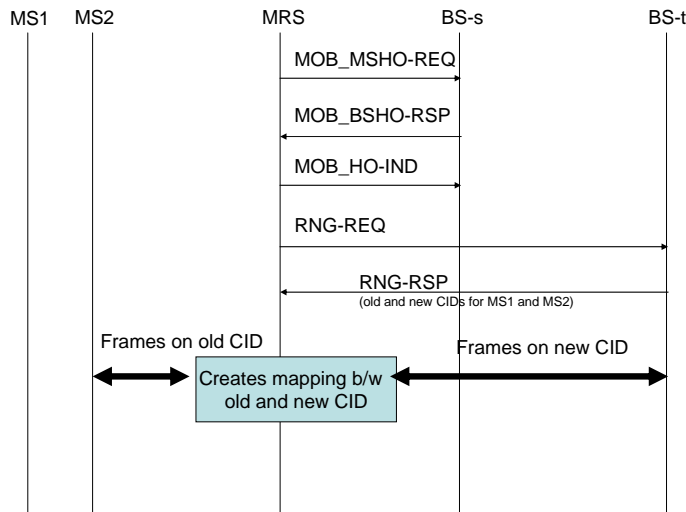 MS1 MS2 MRS BS-s BS-t
MOB_MSHO-REQ
MOB_BSHO-RSP
MOB_HO-IND
RNG-REQ
RNG-RSP
(old and new CIDs for MS1 and MS2)
Frames on old CID
Frames on new CID
Creates mapping b/w
old and new CID